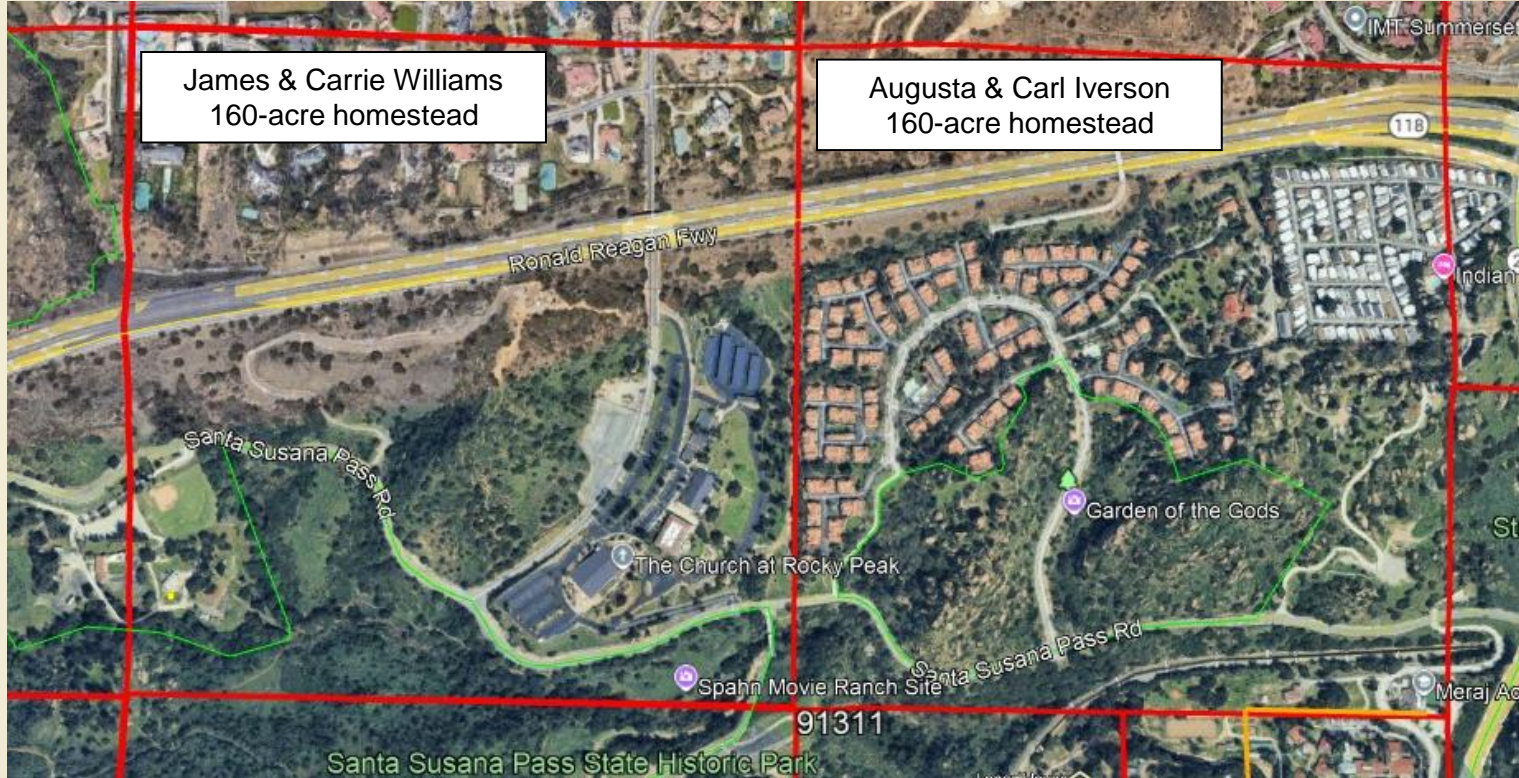 IMT Summerset
James & Carrie Williams
160-acre homestead
Augusta & Carl Iverson
160-acre homestead
118
Ronald Reagan Fwy
Indian
Santa Susana Pass Rd
Garden of the Gods
St
The Church at Rocky Peak
Santa Susana Pass Rd
Spahn Movie Ranch Site
Meraj Ac
91311
Santa Susana Pass State Historic Park